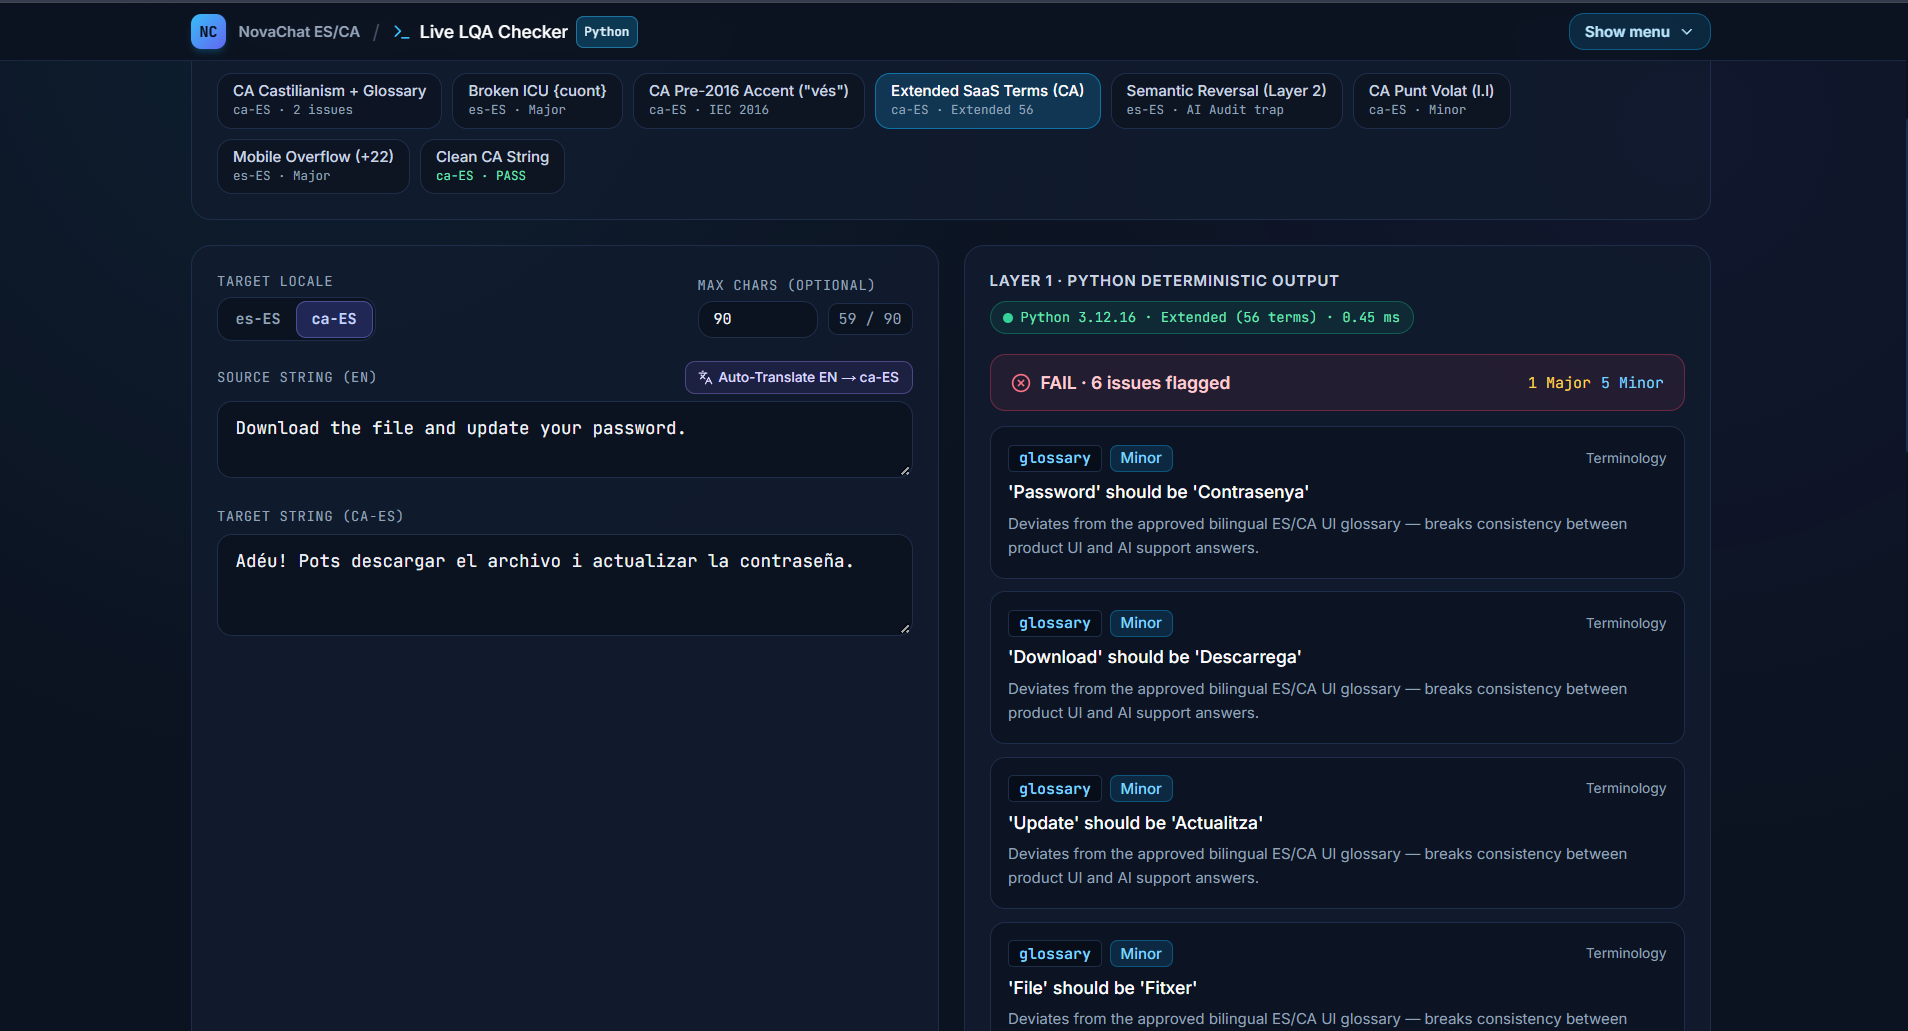 NC NovaChat ES/CA / Live LQA Checker Python Show menu
CA Castilianism + Glossary
ca-ES · 2 issues
Broken ICU {cuont}
es-ES · Major
CA Pre-2016 Accent ("vés")
ca-ES · IEC 2016
Extended SaaS Terms (CA)
ca-ES · Extended 56
Semantic Reversal (Layer 2)
es-ES · AI Audit trap
CA Punt Volat (l.l)
ca-ES · Minor
Mobile Overflow (+22)
es-ES · Major
Clean CA String
ca-ES · PASS
TARGET LOCALE
es-ES ca-ES
MAX CHARS (OPTIONAL)
90 59 / 90
SOURCE STRING (EN)
Auto-Translate EN → ca-ES
Download the file and update your password.
TARGET STRING (CA-ES)
Adéu! Pots descargar el archivo i actualizar la contraseña.
LAYER 1 · PYTHON DETERMINISTIC OUTPUT
Python 3.12.16 · Extended (56 terms) · 0.45 ms
FAIL · 6 issues flagged 1 Major 5 Minor
glossary Minor Terminology
'Password' should be 'Contrasenya'
Deviates from the approved bilingual ES/CA UI glossary — breaks consistency between
product UI and AI support answers.
glossary Minor Terminology
'Download' should be 'Descarrega'
Deviates from the approved bilingual ES/CA UI glossary — breaks consistency between
product UI and AI support answers.
glossary Minor Terminology
'Update' should be 'Actualitza'
Deviates from the approved bilingual ES/CA UI glossary — breaks consistency between
product UI and AI support answers.
glossary Minor Terminology
'File' should be 'Fitxer'
Deviates from the approved bilingual ES/CA UI glossary — breaks consistency between